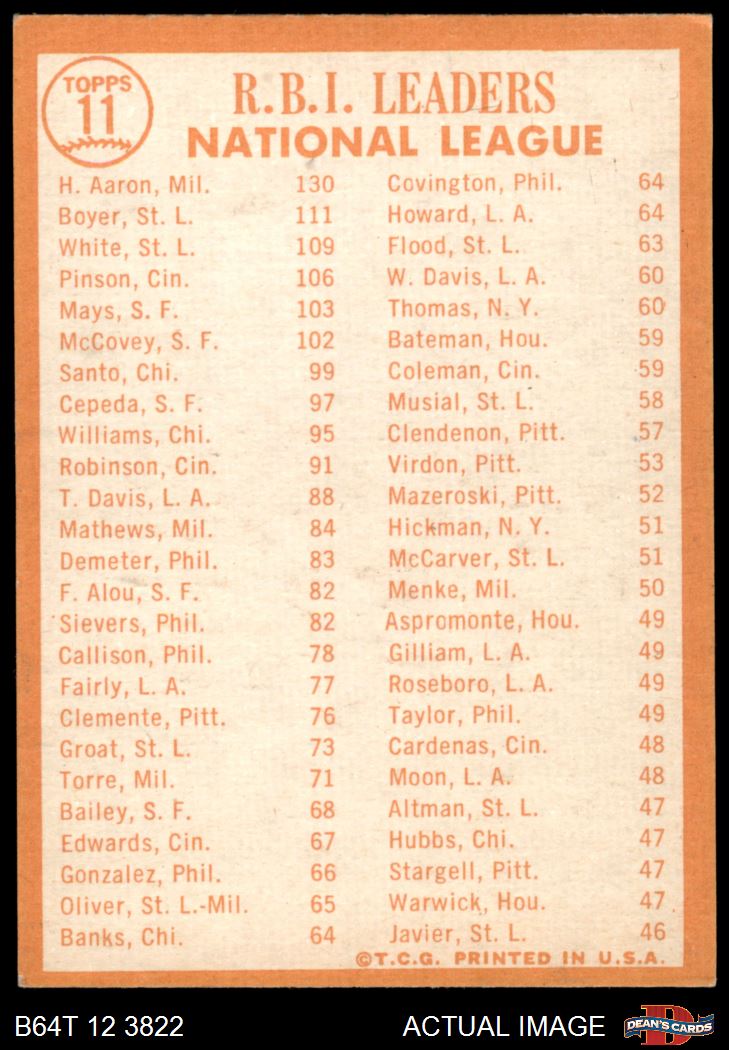 TOPPS
11
R.B.I. LEADERS
NATIONAL LEAGUE
H. Aaron, Mil. 130
Boyer, St. L. 111
White, St. L. 109
Pinson, Cin. 106
Mays, S. F. 103
McCovey, S. F. 102
Santo, Chi. 99
Cepeda, S. F. 97
Williams, Chi. 95
Robinson, Cin. 91
T. Davis, L. A. 88
Mathews, Mil. 84
Demeter, Phil. 83
F. Alou, S. F. 82
Sievers, Phil. 82
Callison, Phil. 78
Fairly, L. A. 77
Clemente, Pitt. 76
Groat, St. L. 73
Torre, Mil. 71
Bailey, S. F. 68
Edwards, Cin. 67
Gonzalez, Phil. 66
Oliver, St. L.-Mil. 65
Banks, Chi. 64
Covington, Phil. 64
Howard, L. A. 64
Flood, St. L. 63
W. Davis, L. A. 60
Thomas, N. Y. 60
Bateman, Hou. 59
Coleman, Cin. 59
Musial, St. L. 58
Clendenon, Pitt. 57
Virdon, Pitt. 53
Mazeroski, Pitt. 52
Hickman, N. Y. 51
McCarver, St. L. 51
Menke, Mil. 50
Aspromonte, Hou. 49
Gilliam, L. A. 49
Roseboro, L. A. 49
Taylor, Phil. 49
Cardenas, Cin. 48
Moon, L. A. 48
Altman, St. L. 47
Hubbs, Chi. 47
Stargell, Pitt. 47
Warwick, Hou. 47
Javier, St. L. 46
©T.C.G. PRINTED IN U.S.A.
B64T 12 3822
ACTUAL IMAGE
D
DEAN'S CARDS